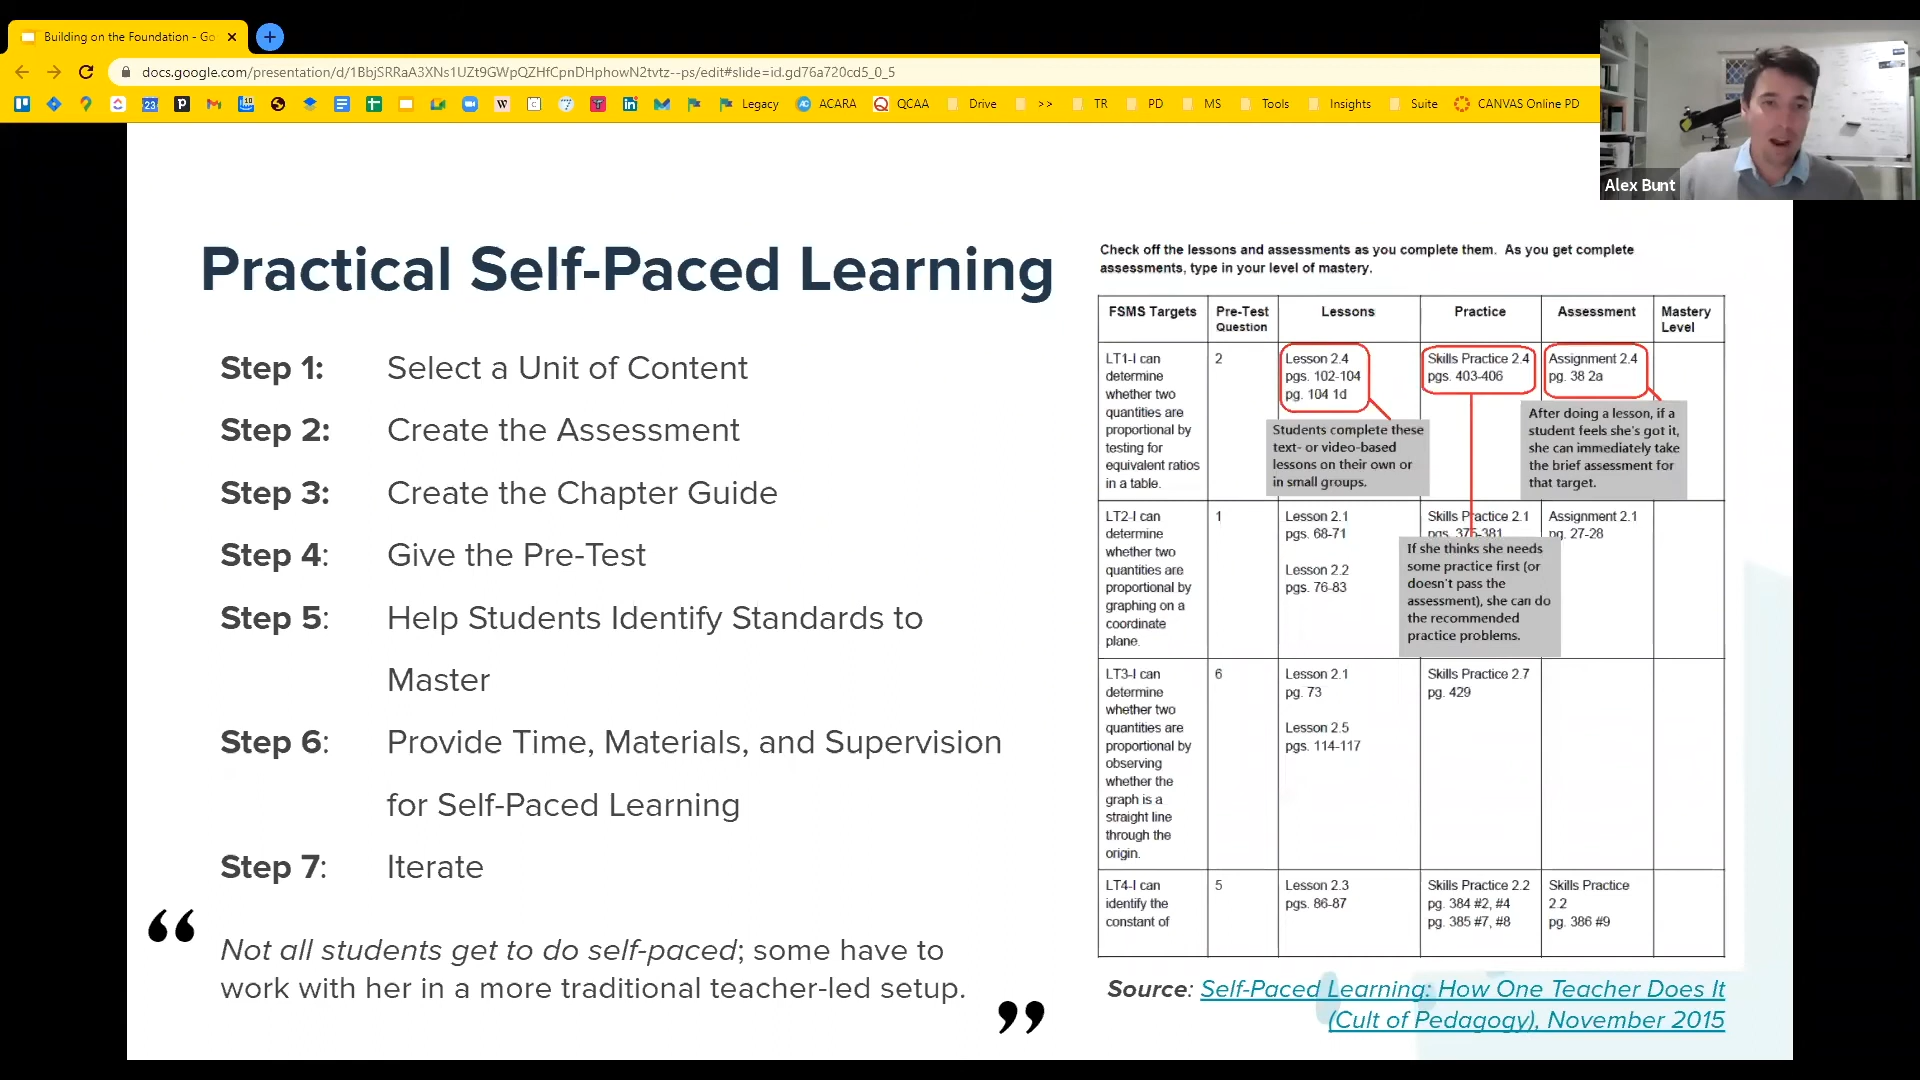 Building on the Foundation - Go
docs.google.com/presentation/d/1BbjSRRaA3XNs1UZt9GWpQZHfCpnDHphowN2tvtz--ps/edit#slide=id.gd76a720cd5_0_5
Legacy ACARA QCAA Drive >> TR PD MS Tools Insights Suite CANVAS Online PD
Alex Bunt
Practical Self-Paced Learning
Step 1: Select a Unit of Content
Step 2: Create the Assessment
Step 3: Create the Chapter Guide
Step 4: Give the Pre-Test
Step 5: Help Students Identify Standards to
Master
Step 6: Provide Time, Materials, and Supervision
for Self-Paced Learning
Step 7: Iterate
“
Not all students get to do self-paced; some have to
work with her in a more traditional teacher-led setup.
”
Check off the lessons and assessments as you complete them. As you get complete
assessments, type in your level of mastery.
FSMS Targets
Pre-Test
Question
Lessons
Practice
Assessment
Mastery
Level
LT1-I can
determine
whether two
quantities are
proportional by
testing for
equivalent ratios
in a table.
2
Lesson 2.4
pgs. 102-104
pg. 104 1d
Students complete these
text- or video-based
lessons on their own or
in small groups.
Skills Practice 2.4
pgs. 403-406
Assignment 2.4
pg. 38 2a
After doing a lesson, if a
student feels she's got it,
she can immediately take
the brief assessment for
that target.
LT2-I can
determine
whether two
quantities are
proportional by
graphing on a
coordinate
plane.
1
Lesson 2.1
pgs. 68-71
Lesson 2.2
pgs. 76-83
Skills Practice 2.1
pgs. 375-381
If she thinks she needs
some practice first (or
doesn't pass the
assessment), she can do
the recommended
practice problems.
Assignment 2.1
pg. 27-28
LT3-I can
determine
whether two
quantities are
proportional by
observing
whether the
graph is a
straight line
through the
origin.
6
Lesson 2.1
pg. 73
Lesson 2.5
pgs. 114-117
Skills Practice 2.7
pg. 429
LT4-I can
identify the
constant of
5
Lesson 2.3
pgs. 86-87
Skills Practice 2.2
pg. 384 #2, #4
pg. 385 #7, #8
Skills Practice
2.2
pg. 386 #9
Source: Self-Paced Learning: How One Teacher Does It
(Cult of Pedagogy), November 2015